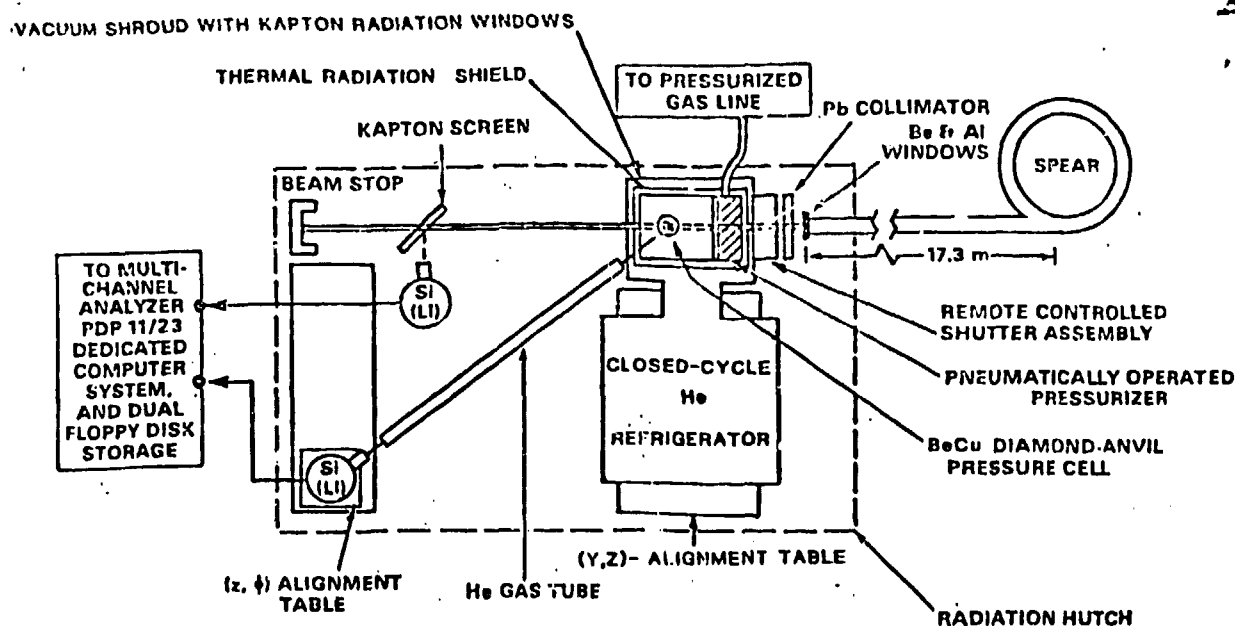 VACUUM SHROUD WITH KAPTON RADIATION WINDOWS
THERMAL RADIATION SHIELD
KAPTON SCREEN
TO PRESSURIZED
GAS LINE
Pb COLLIMATOR
Be & Al
WINDOWS
SPEAR
BEAM STOP
17.3 m
TO MULTI-
CHANNEL
ANALYZER
PDP 11/23
DEDICATED
COMPUTER
SYSTEM,
AND DUAL
FLOPPY DISK
STORAGE
Si
(LI)
REMOTE CONTROLLED
SHUTTER ASSEMBLY
CLOSED-CYCLE
He
REFRIGERATOR
PNEUMATICALLY OPERATED
PRESSURIZER
BeCu DIAMOND-ANVIL
PRESSURE CELL
Si
(LI)
(z, ϕ) ALIGNMENT
TABLE
He GAS TUBE
(Y,Z)- ALIGNMENT TABLE
RADIATION HUTCH